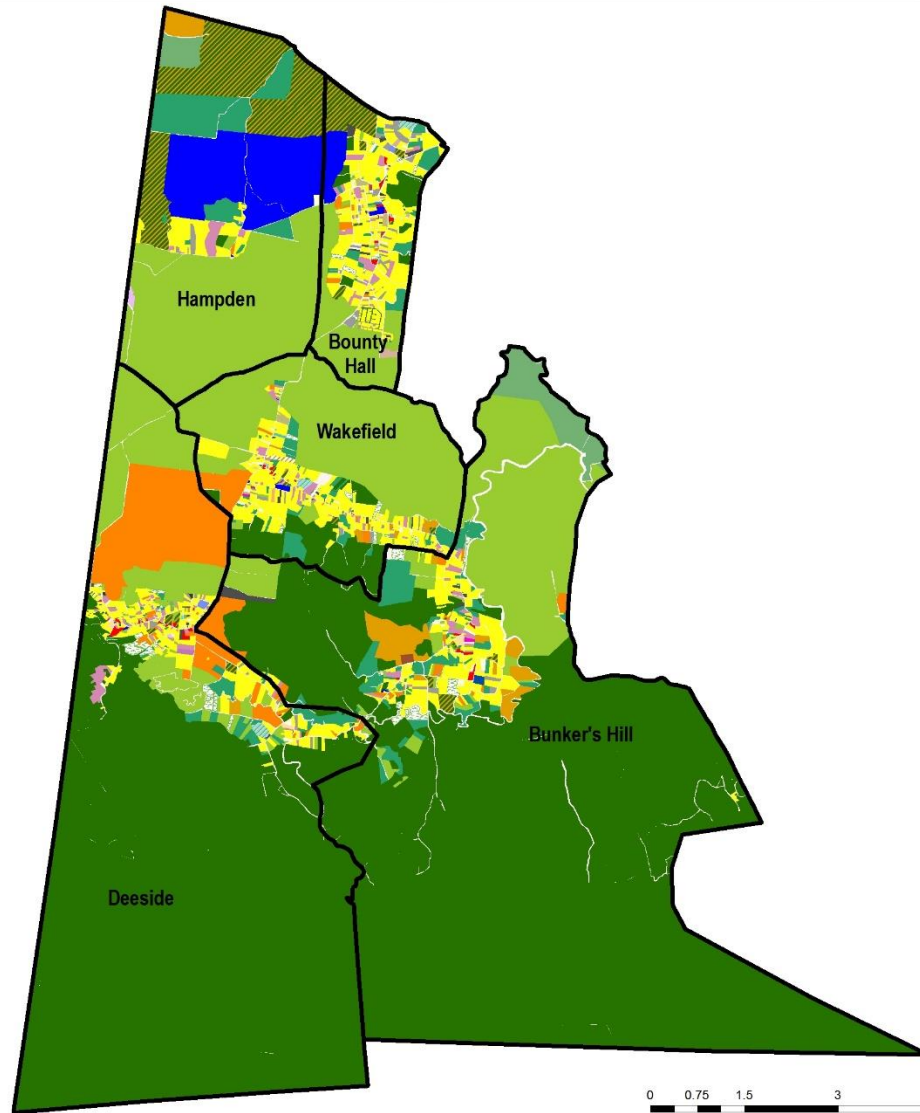 Hampden
Bounty
Hall
Wakefield
Bunker's Hill
Deeside
0 0.75 1.5 3